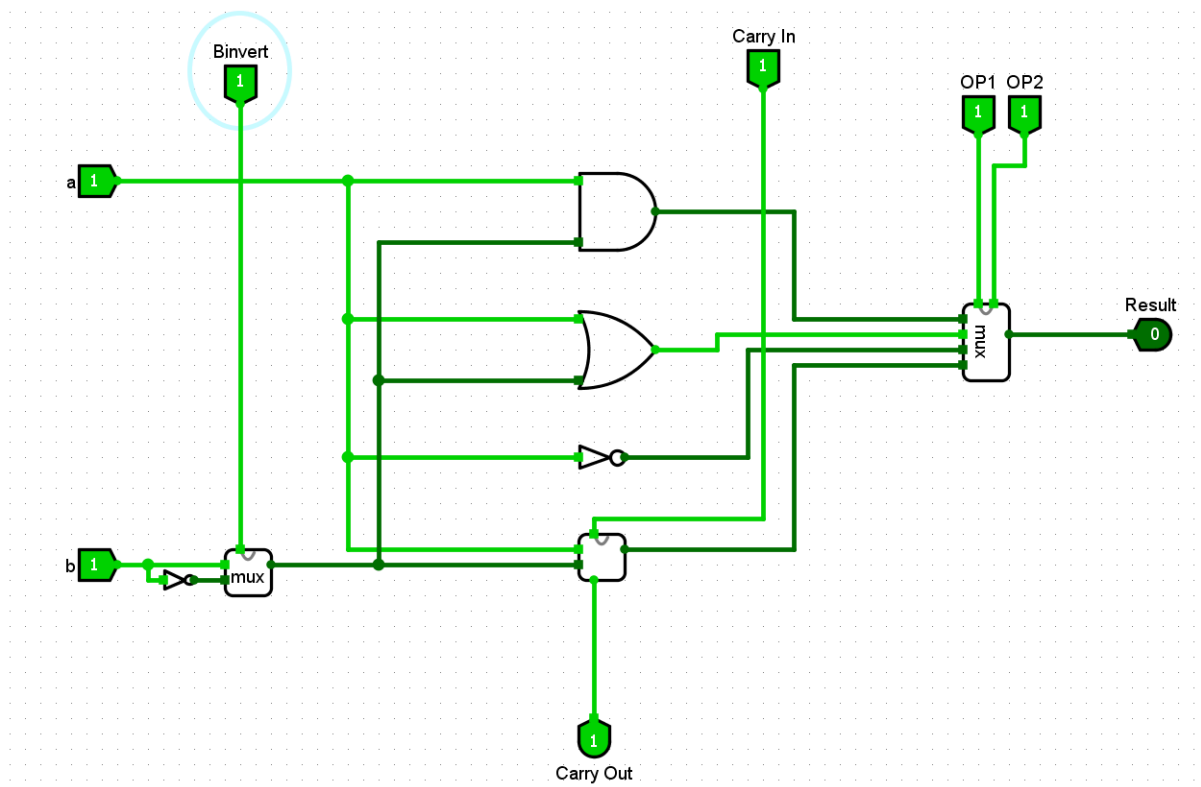 Binvert
1
Carry In
1
OP1 OP2
1 1
a 1
Result
0
mux
b 1
mux
1
Carry Out